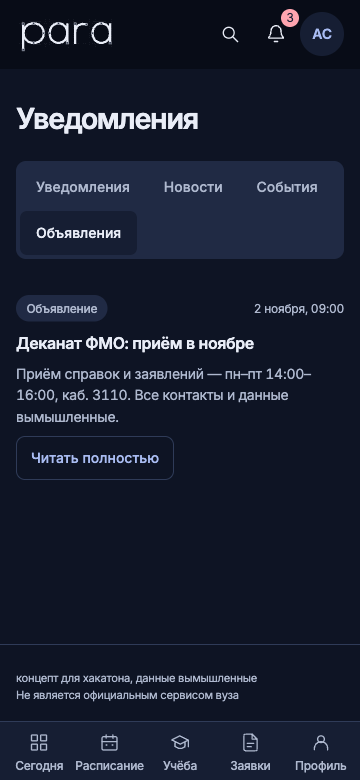 para
3
АС
Уведомления
Уведомления
Новости
События
Объявления
Объявление
2 ноября, 09:00
Деканат ФМО: приём в ноябре
Приём справок и заявлений — пн–пт 14:00–
16:00, каб. 3110. Все контакты и данные
вымышленные.
Читать полностью
концепт для хакатона, данные вымышленные
Не является официальным сервисом вуза
Сегодня
Расписание
Учёба
Заявки
Профиль